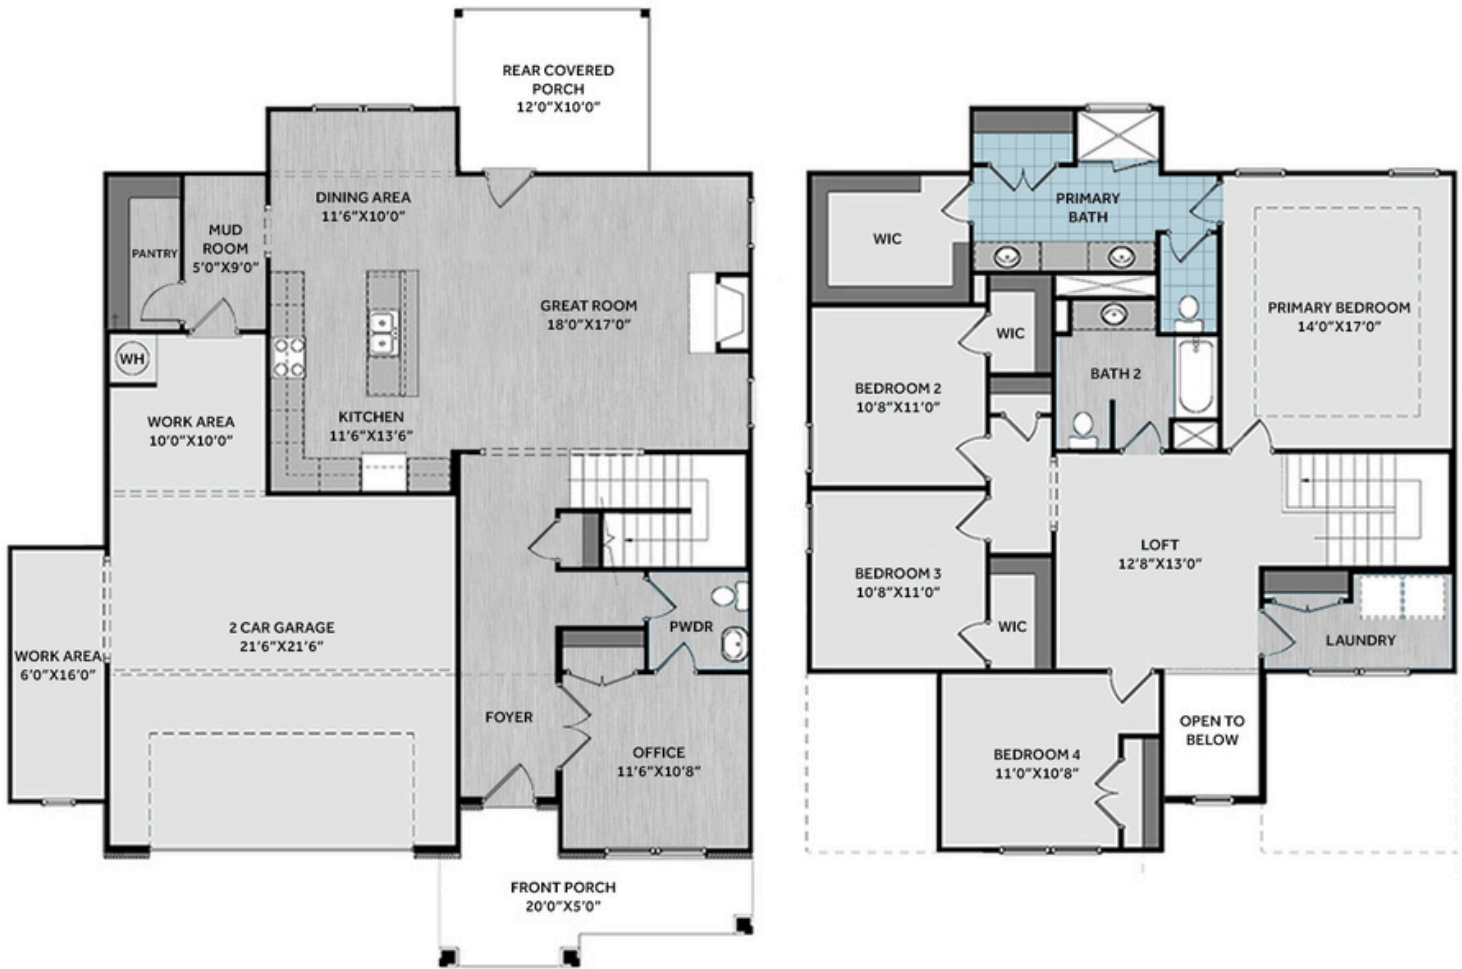 REAR COVERED
PORCH
12'0"X10'0"
DINING AREA
11'6"X10'0"
MUD
ROOM
5'0"X9'0"
PANTRY
GREAT ROOM
18'0"X17'0"
WH
WORK AREA
10'0"X10'0"
KITCHEN
11'6"X13'6"
2 CAR GARAGE
21'6"X21'6"
WORK AREA
6'0"X16'0"
PWDR
FOYER
OFFICE
11'6"X10'8"
FRONT PORCH
20'0"X5'0"
PRIMARY
BATH
WIC
PRIMARY BEDROOM
14'0"X17'0"
WIC
BATH 2
BEDROOM 2
10'8"X11'0"
LOFT
12'8"X13'0"
BEDROOM 3
10'8"X11'0"
WIC
LAUNDRY
OPEN TO
BELOW
BEDROOM 4
11'0"X10'8"